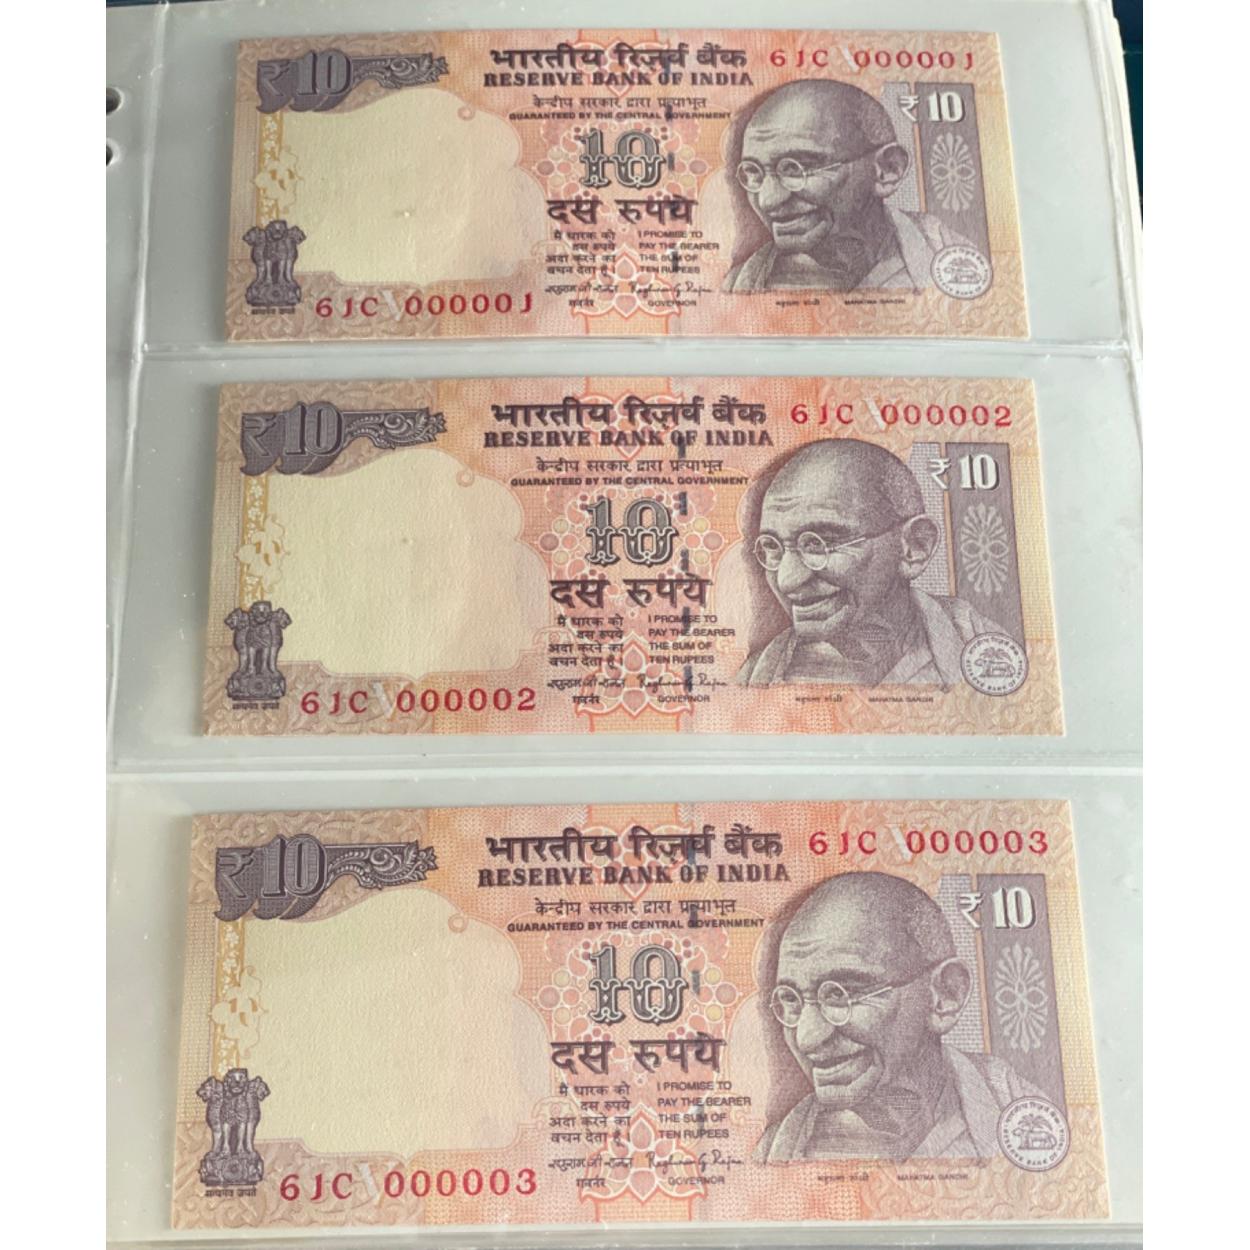 ₹10
भारतीय रिज़र्व बैंक
RESERVE BANK OF INDIA
6JC 000001
केन्द्रीय सरकार द्वारा प्रत्याभूत
GUARANTEED BY THE CENTRAL GOVERNMENT
₹ 10
10
दस रुपये
मैं धारक को
दस रुपये
अदा करने का
वचन देता हूँ।
I PROMISE TO
PAY THE BEARER
THE SUM OF
TEN RUPEES
Raghuram G Rajan
गवर्नर GOVERNOR
महात्मा गांधी MAHATMA GANDHI
सत्यमेव जयते
6JC 000001
₹10
भारतीय रिज़र्व बैंक
RESERVE BANK OF INDIA
6JC 000002
केन्द्रीय सरकार द्वारा प्रत्याभूत
GUARANTEED BY THE CENTRAL GOVERNMENT
₹ 10
10
दस रुपये
मैं धारक को
दस रुपये
अदा करने का
वचन देता हूँ।
I PROMISE TO
PAY THE BEARER
THE SUM OF
TEN RUPEES
Raghuram G Rajan
गवर्नर GOVERNOR
महात्मा गांधी MAHATMA GANDHI
सत्यमेव जयते
6JC 000002
₹10
भारतीय रिज़र्व बैंक
RESERVE BANK OF INDIA
6JC 000003
केन्द्रीय सरकार द्वारा प्रत्याभूत
GUARANTEED BY THE CENTRAL GOVERNMENT
₹ 10
10
दस रुपये
मैं धारक को
दस रुपये
अदा करने का
वचन देता हूँ।
I PROMISE TO
PAY THE BEARER
THE SUM OF
TEN RUPEES
Raghuram G Rajan
गवर्नर GOVERNOR
महात्मा गांधी MAHATMA GANDHI
सत्यमेव जयते
6JC 000003